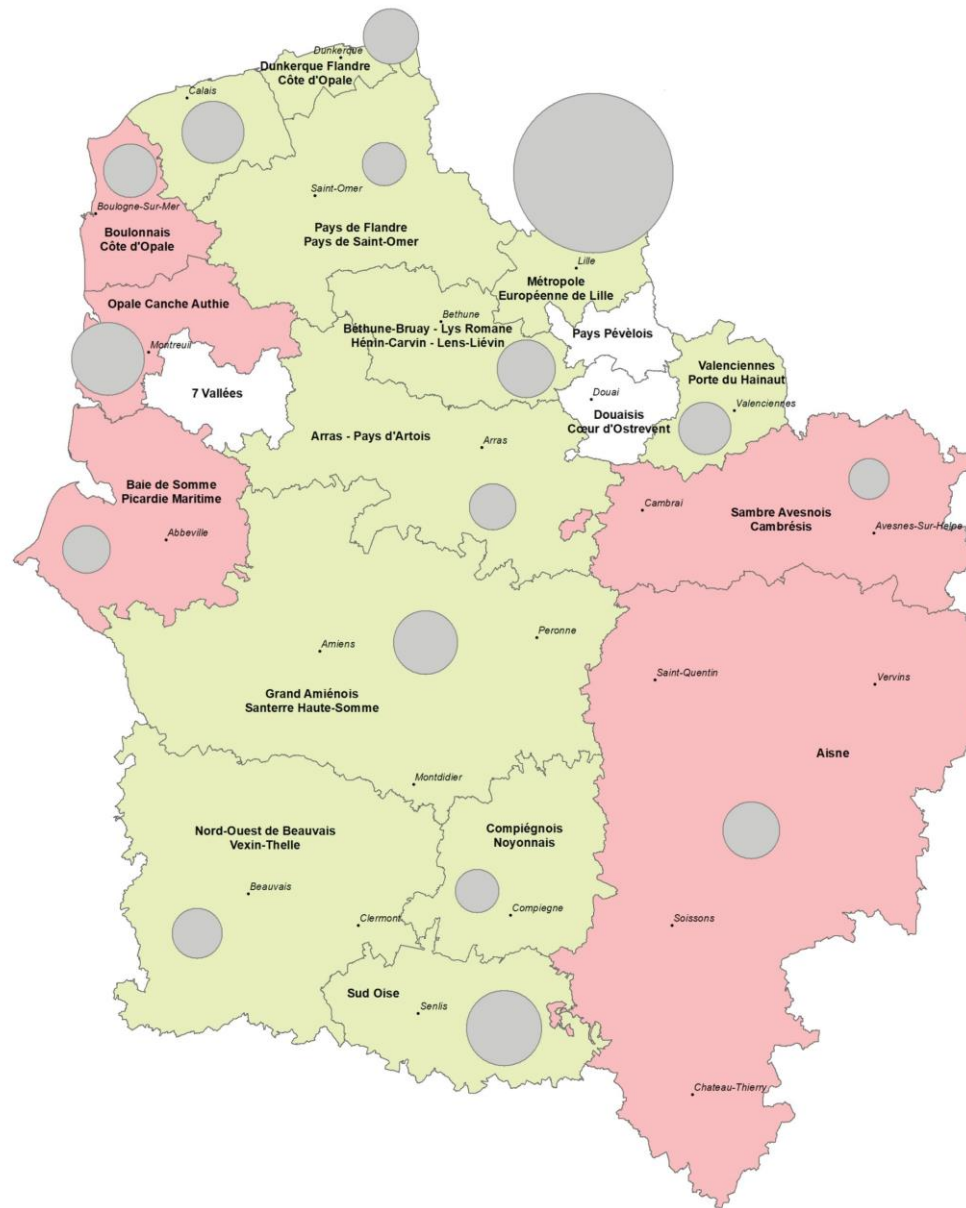 Dunkerque
Dunkerque Flandre
Côte d'Opale
Calais
Saint-Omer
Boulogne-Sur-Mer
Boulonnais
Côte d'Opale
Pays de Flandre
Pays de Saint-Omer
Lille
Métropole
Européenne de Lille
Opale Canche Authie
Bethune
Béthune-Bruay - Lys Romane
Hénin-Carvin - Lens-Liévin
Pays Pévèlois
Montreuil
7 Vallées
Valenciennes
Porte du Hainaut
Douai
Douaisis
Cœur d'Ostrevent
Valenciennes
Arras - Pays d'Artois
Arras
Baie de Somme
Picardie Maritime
Abbeville
Cambrai
Sambre Avesnois
Cambrésis
Avesnes-Sur-Helpe
Amiens
Peronne
Grand Amiénois
Santerre Haute-Somme
Saint-Quentin
Vervins
Aisne
Montdidier
Nord-Ouest de Beauvais
Vexin-Thelle
Compiégnois
Noyonnais
Beauvais
Clermont
Compiegne
Soissons
Sud Oise
Senlis
Chateau-Thierry